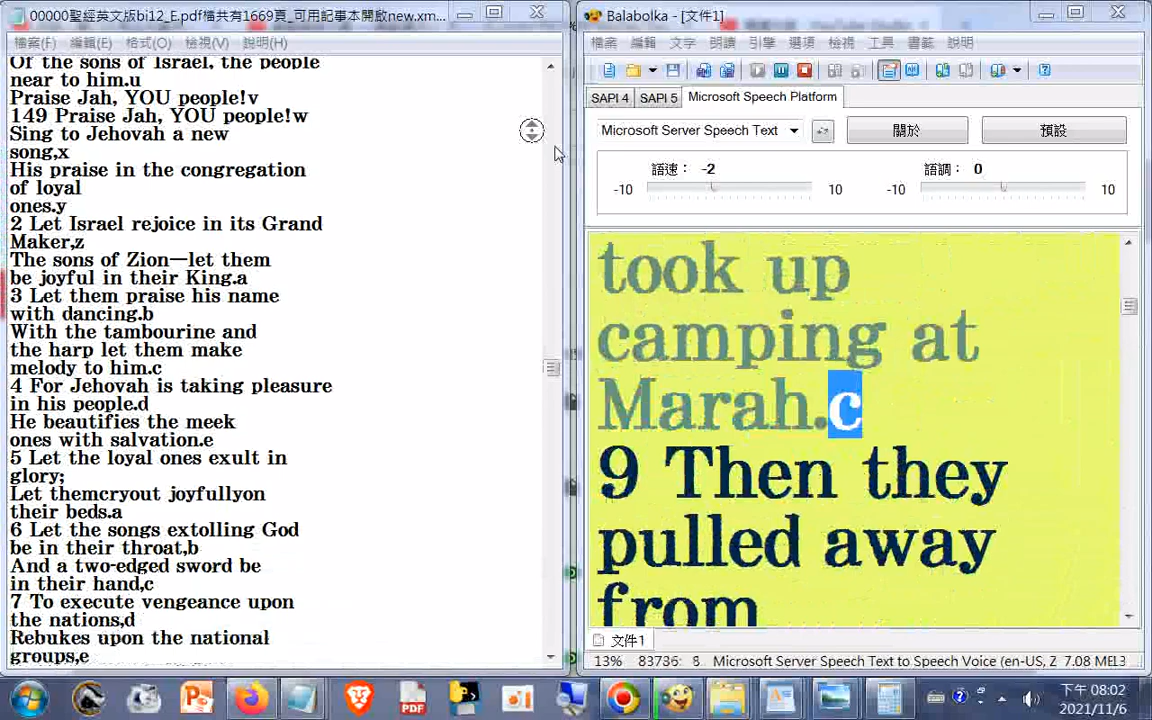 00000聖經英文版bi12_E.pdf檔共有1669頁_可用記事本開啟new.xm...
檔案(F) 編輯(E) 格式(O) 檢視(V) 說明(H)
Of the sons of Israel, the people
near to him.u
Praise Jah, YOU people!v
149 Praise Jah, YOU people!w
Sing to Jehovah a new
song,x
His praise in the congregation
of loyal
ones.y
2 Let Israel rejoice in its Grand
Maker,z
The sons of Zion—let them
be joyful in their King.a
3 Let them praise his name
with dancing.b
With the tambourine and
the harp let them make
melody to him.c
4 For Jehovah is taking pleasure
in his people.d
He beautifies the meek
ones with salvation.e
5 Let the loyal ones exult in
glory;
Let themcryout joyfullyon
their beds.a
6 Let the songs extolling God
be in their throat,b
And a two-edged sword be
in their hand,c
7 To execute vengeance upon
the nations,d
Rebukes upon the national
groups,e
Balabolka - [文件1]
檔案 編輯 文字 朗讀 引擎 選項 檢視 工具 書籤 說明
SAPI 4 SAPI 5 Microsoft Speech Platform
Microsoft Server Speech Text 關於 預設
語速: -2 語調: 0
-10 10 -10 10
took up
camping at
Marah.c
9 Then they
pulled away
from
文件1
13% 83736: 8 Microsoft Server Speech Text to Speech Voice (en-US, Z 7.08 МЕ
PDF
下午 08:02
2021/11/6